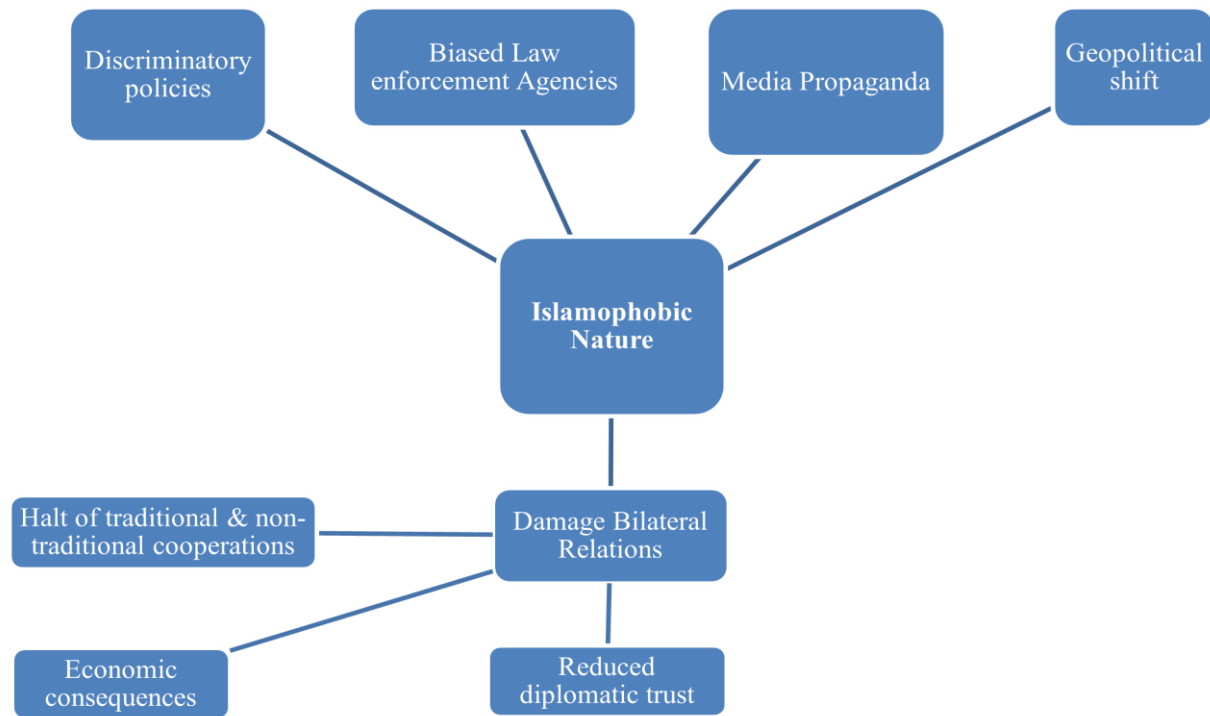 Discriminatory
policies
Biased Law
enforcement Agencies
Media Propaganda
Geopolitical
shift
Islamophobic
Nature
Halt of traditional & non-
traditional cooperations
Damage Bilateral
Relations
Economic
consequences
Reduced
diplomatic trust